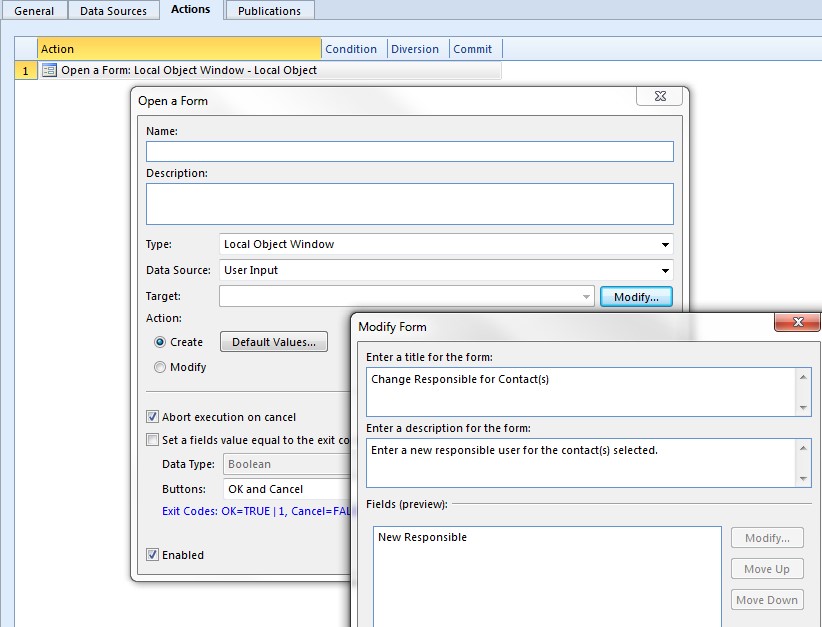 General Data Sources Actions Publications
Action Condition Diversion Commit
1 Open a Form: Local Object Window - Local Object
Open a Form
Name:
Description:
Type: Local Object Window
Data Source: User Input
Target: Modify...
Action:
Create Default Values...
Modify
Abort execution on cancel
Set a fields value equal to the exit co
Data Type: Boolean
Buttons: OK and Cancel
Exit Codes: OK=TRUE | 1, Cancel=FAL
Enabled
Modify Form
Enter a title for the form:
Change Responsible for Contact(s)
Enter a description for the form:
Enter a new responsible user for the contact(s) selected.
Fields (preview):
New Responsible
Modify...
Move Up
Move Down